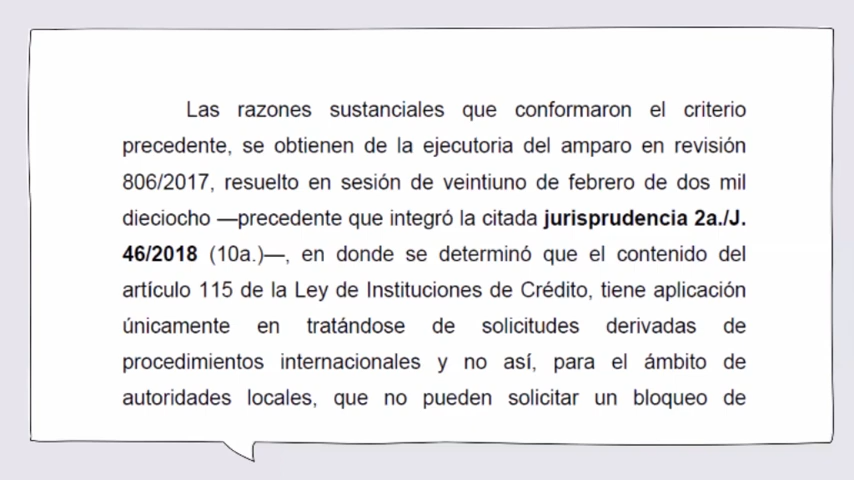 Las razones sustanciales que conformaron el criterio
precedente, se obtienen de la ejecutoria del amparo en revisión
806/2017, resuelto en sesión de veintiuno de febrero de dos mil
dieciocho —precedente que integró la citada jurisprudencia 2a./J.
46/2018 (10a.)—, en donde se determinó que el contenido del
artículo 115 de la Ley de Instituciones de Crédito, tiene aplicación
únicamente en tratándose de solicitudes derivadas de
procedimientos internacionales y no así, para el ámbito de
autoridades locales, que no pueden solicitar un bloqueo de